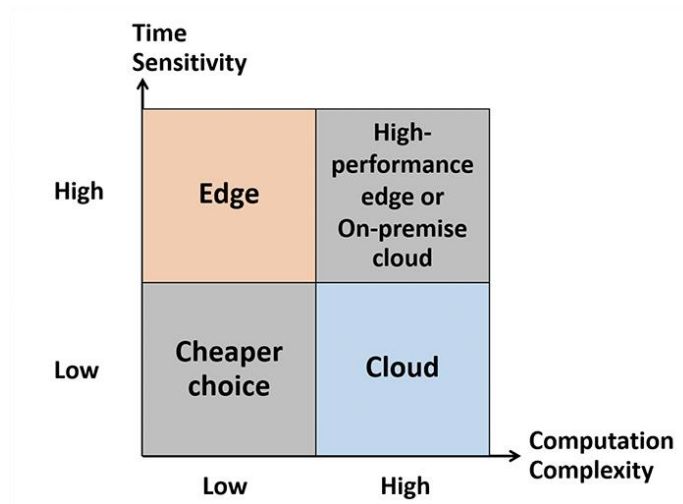 Time
Sensitivity
High
Edge
High-
performance
edge or
On-premise
cloud
Low
Cheaper
choice
Cloud
Computation
Complexity
Low
High